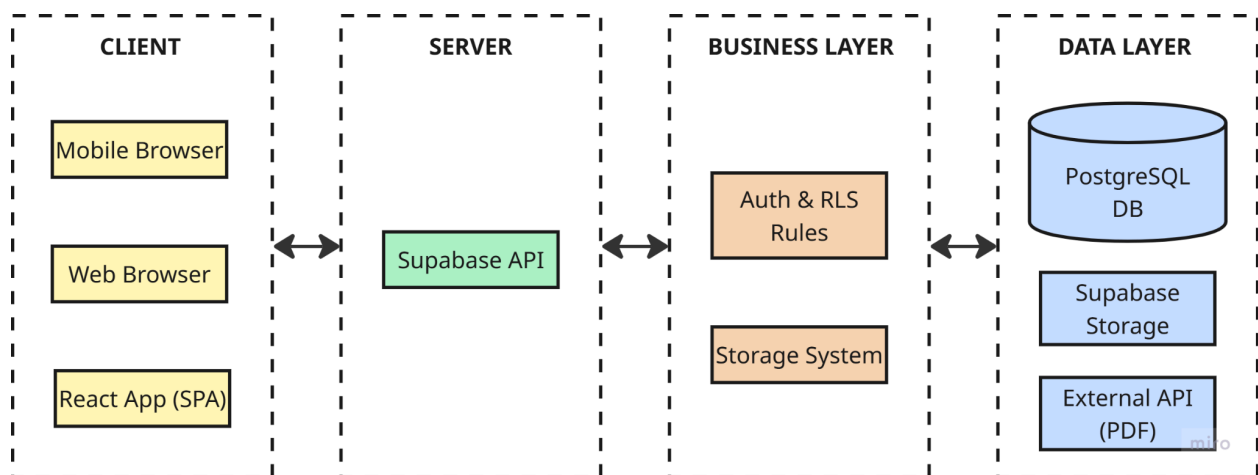 CLIENT
Mobile Browser
Web Browser
React App (SPA)
SERVER
Supabase API
BUSINESS LAYER
Auth & RLS
Rules
Storage System
DATA LAYER
PostgreSQL
DB
Supabase
Storage
External API
(PDF)
miro